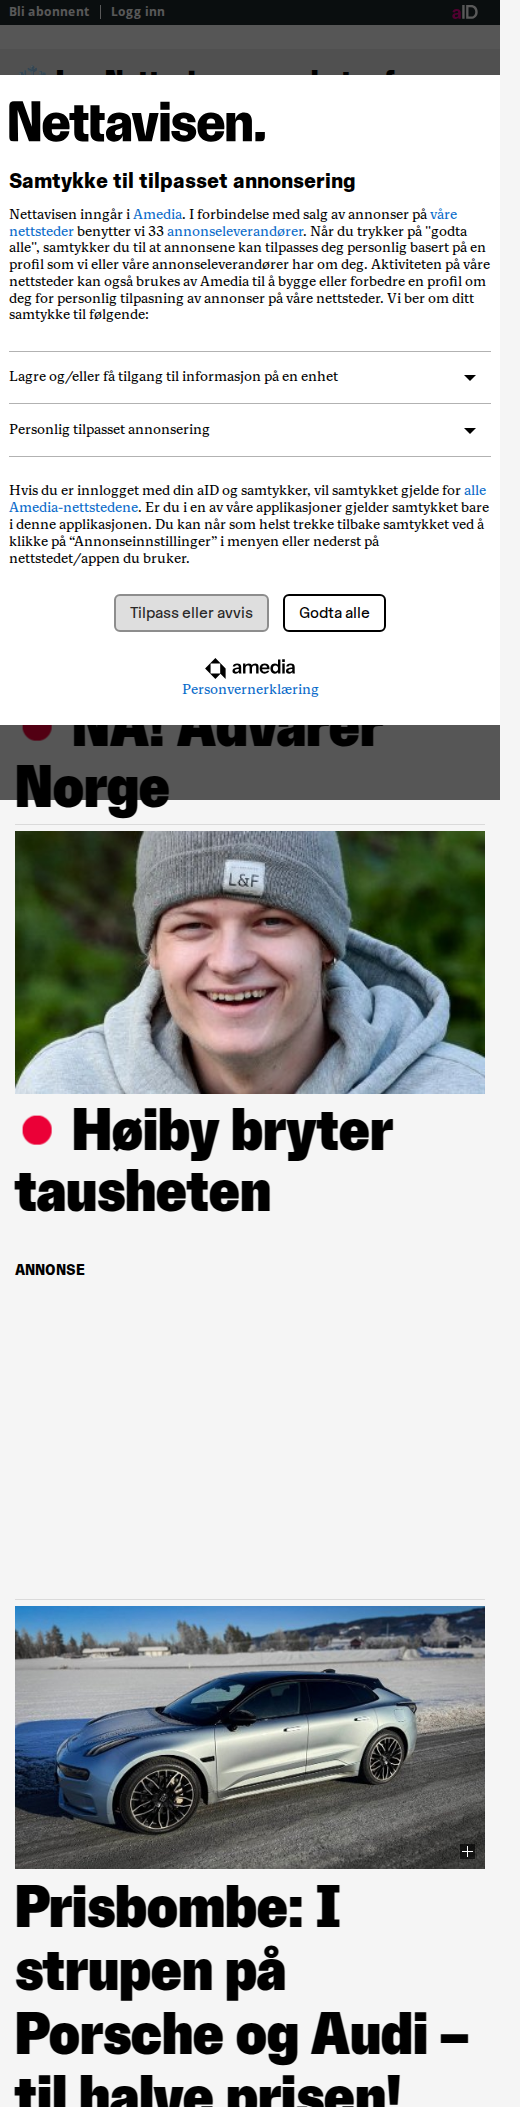 Bli abonnent | Logg inn
aID
Nettavisen.
Samtykke til tilpasset annonsering
Nettavisen inngår i Amedia. I forbindelse med salg av annonser på våre
nettsteder benytter vi 33 annonseleverandører. Når du trykker på "godta
alle", samtykker du til at annonsene kan tilpasses deg personlig basert på en
profil som vi eller våre annonseleverandører har om deg. Aktiviteten på våre
nettsteder kan også brukes av Amedia til å bygge eller forbedre en profil om
deg for personlig tilpasning av annonser på våre nettsteder. Vi ber om ditt
samtykke til følgende:
Lagre og/eller få tilgang til informasjon på en enhet
Personlig tilpasset annonsering
Hvis du er innlogget med din aID og samtykker, vil samtykket gjelde for alle
Amedia-nettstedene. Er du i en av våre applikasjoner gjelder samtykket bare
i denne applikasjonen. Du kan når som helst trekke tilbake samtykket ved å
klikke på “Annonseinnstillinger” i menyen eller nederst på
nettstedet/appen du bruker.
Tilpass eller avvis
Godta alle
amedia
Personvernerklæring
NÅ! Advarer
Norge
L&F
Høiby bryter
tausheten
ANNONSE
Prisbombe: I
strupen på
Porsche og Audi –
til halve prisen!